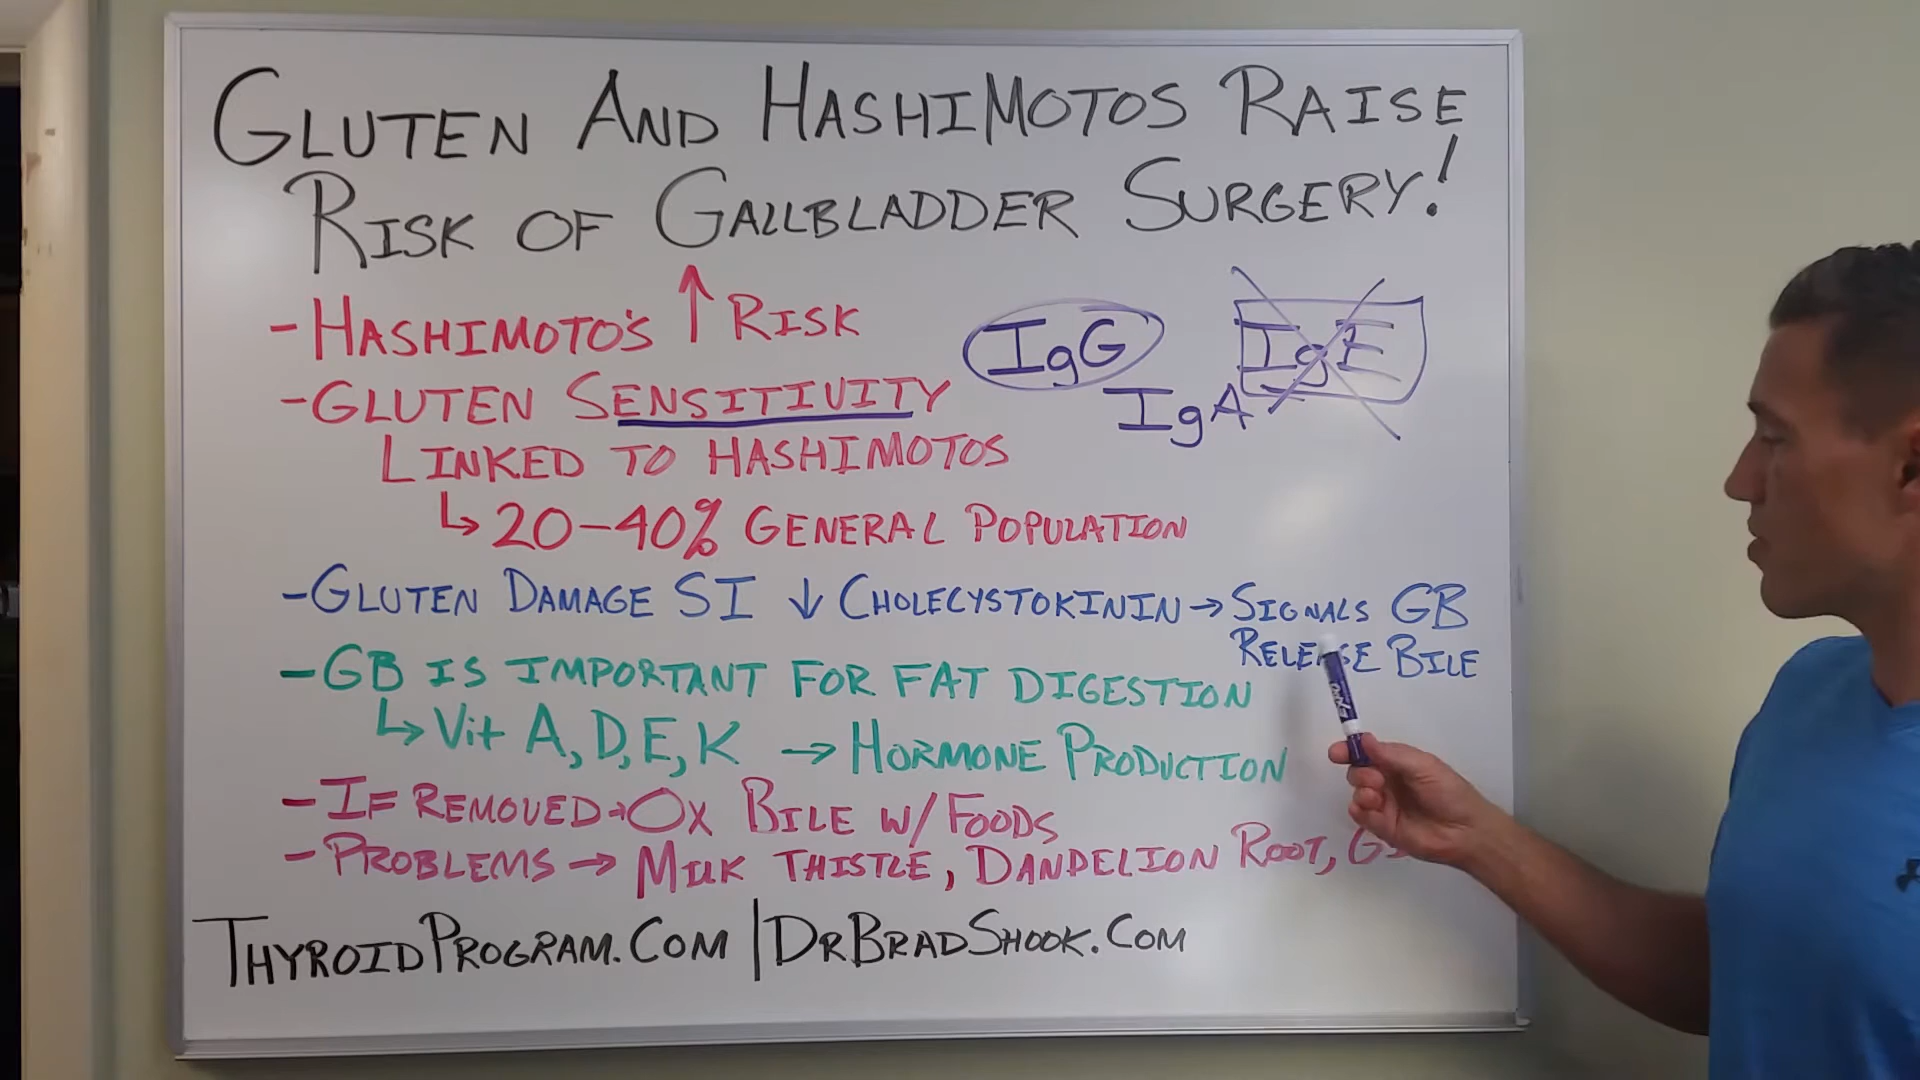 GLUTEN AND HASHIMOTOS RAISE
RISK OF GALLBLADDER SURGERY!
- HASHIMOTO'S ↑ RISK
IgG IgE
IgA
- GLUTEN SENSITIVITY
LINKED TO HASHIMOTOS
↳ 20-40% GENERAL POPULATION
- GLUTEN DAMAGE SI ↓ CHOLECYSTOKININ → SIGNALS GB
RELEASE BILE
- GB IS IMPORTANT FOR FAT DIGESTION
↳ Vit A, D, E, K → HORMONE PRODUCTION
- IF REMOVED → OX BILE W/ FOODS
- PROBLEMS → MILK THISTLE, DANDELION ROOT,
THYROIDPROGRAM.COM | DRBRADSHOOK.COM